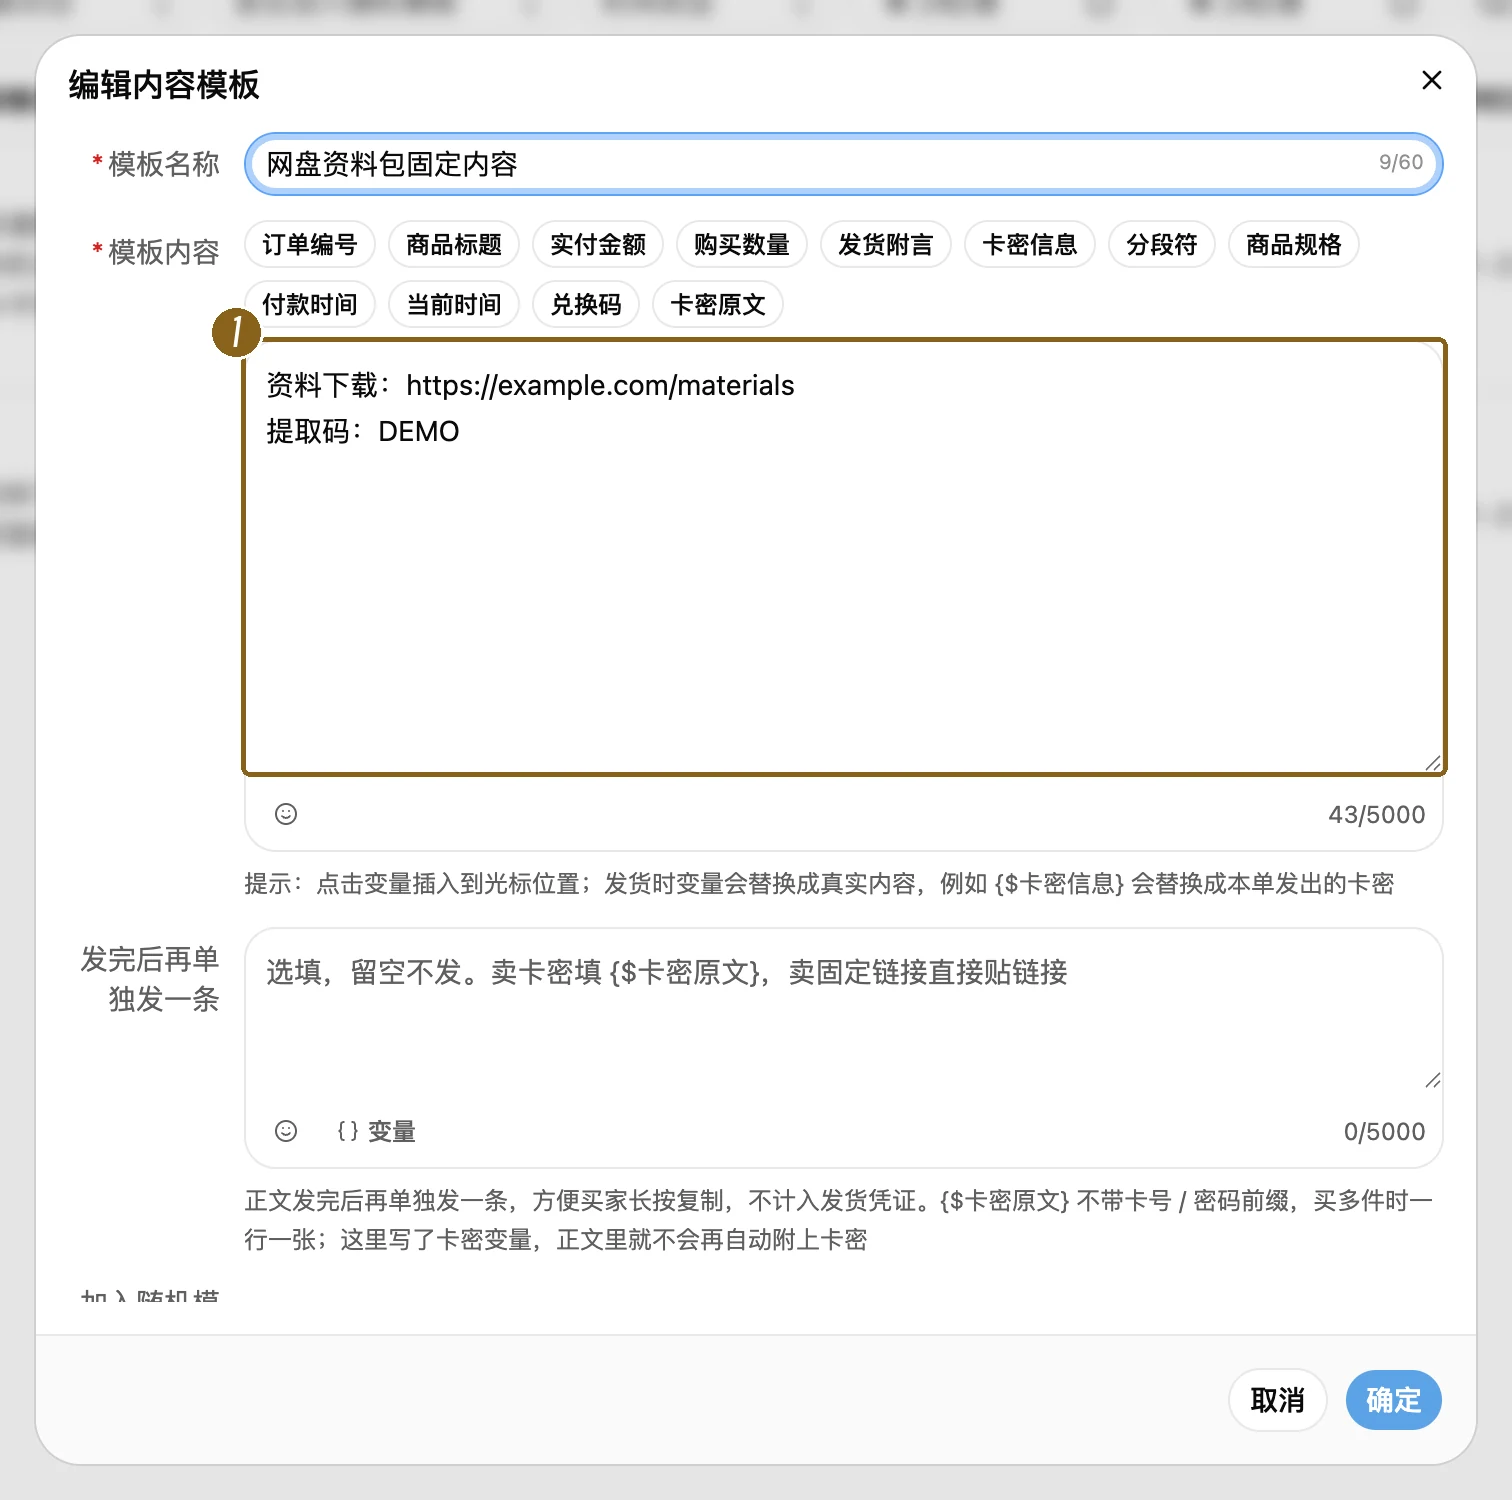 编辑内容模板
*模板名称
网盘资料包固定内容
9/60
*模板内容
订单编号 商品标题 实付金额 购买数量 发货附言 卡密信息 分段符 商品规格
付款时间 当前时间 兑换码 卡密原文
1
资料下载：https://example.com/materials
提取码：DEMO
43/5000
提示：点击变量插入到光标位置；发货时变量会替换成真实内容，例如 {$卡密信息} 会替换成本单发出的卡密
发完后再单
独发一条
选填，留空不发。卖卡密填 {$卡密原文}，卖固定链接直接贴链接
{} 变量
0/5000
正文发完后再单独发一条，方便买家长按复制，不计入发货凭证。{$卡密原文} 不带卡号 / 密码前缀，买多件时一
行一张；这里写了卡密变量，正文里就不会再自动附上卡密
加入随机模
取消
确定